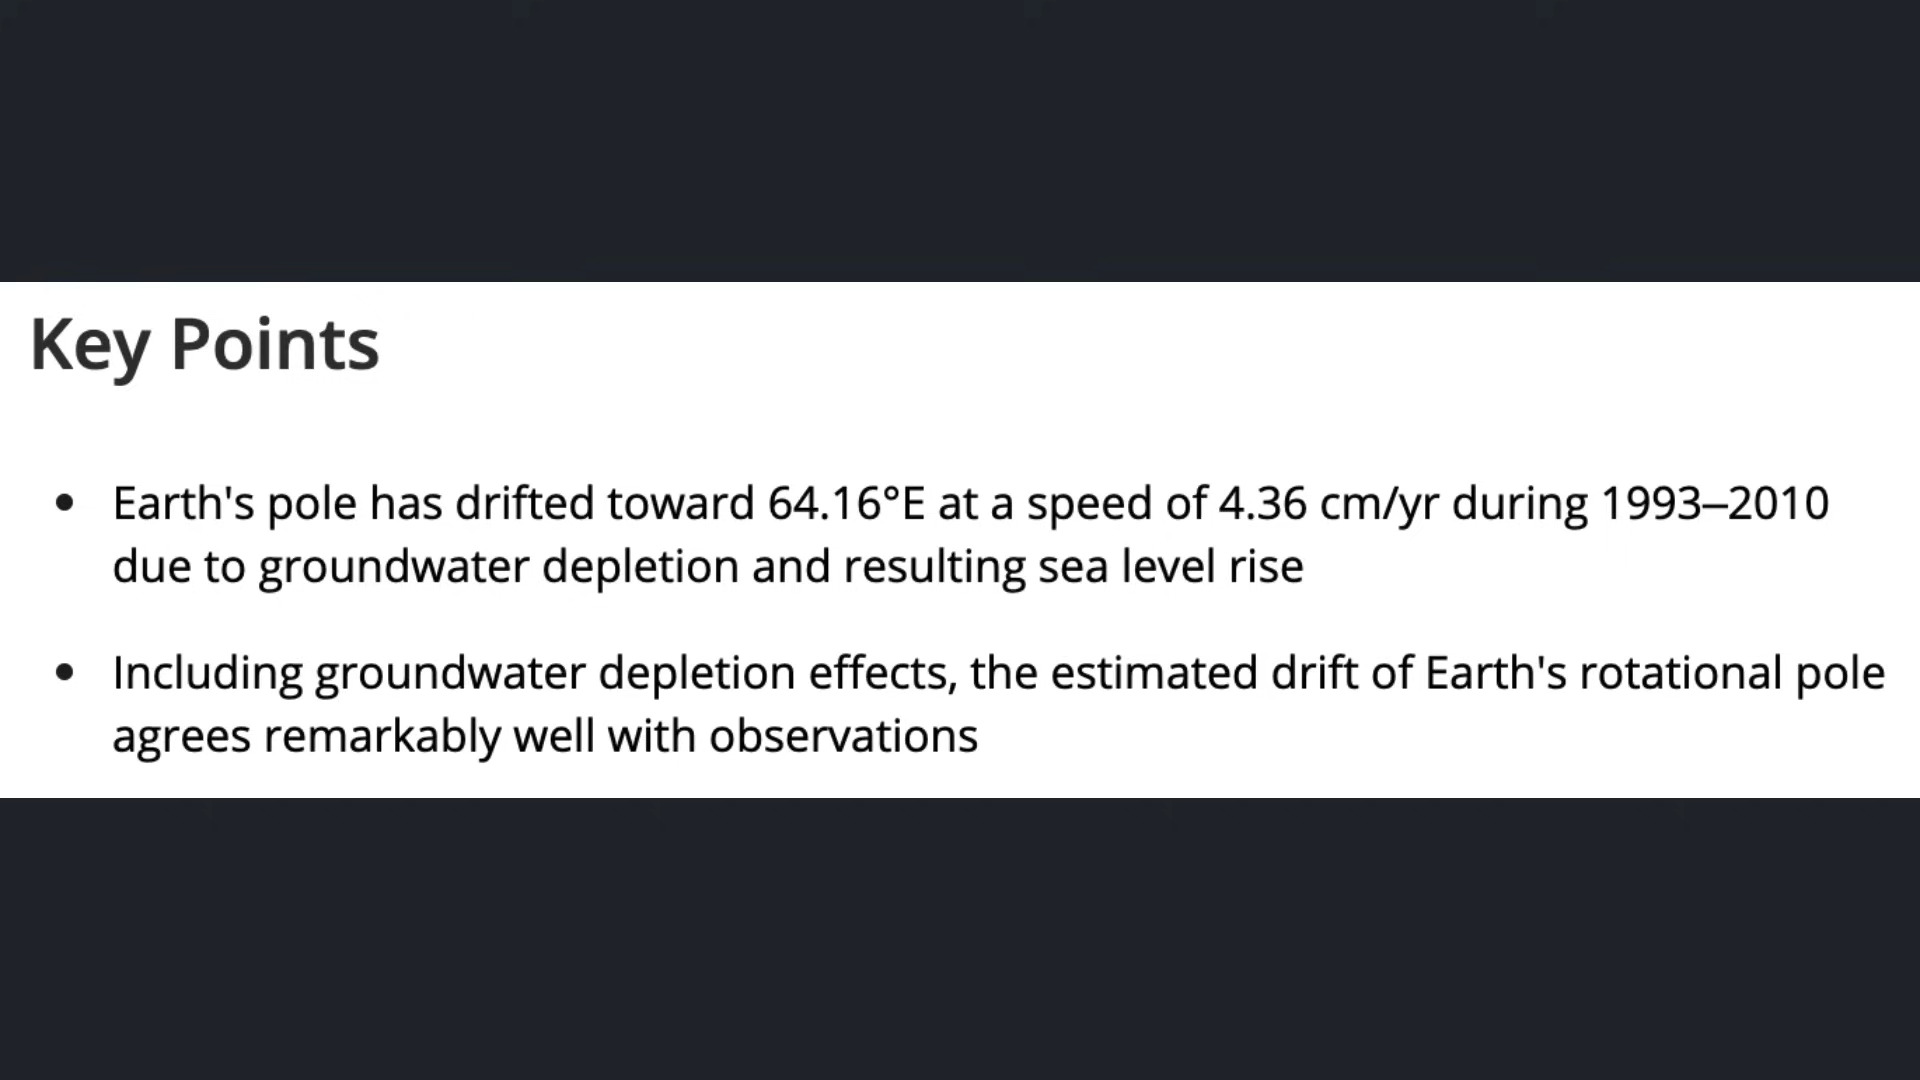 Key Points
• Earth's pole has drifted toward 64.16°E at a speed of 4.36 cm/yr during 1993–2010
due to groundwater depletion and resulting sea level rise
• Including groundwater depletion effects, the estimated drift of Earth's rotational pole
agrees remarkably well with observations